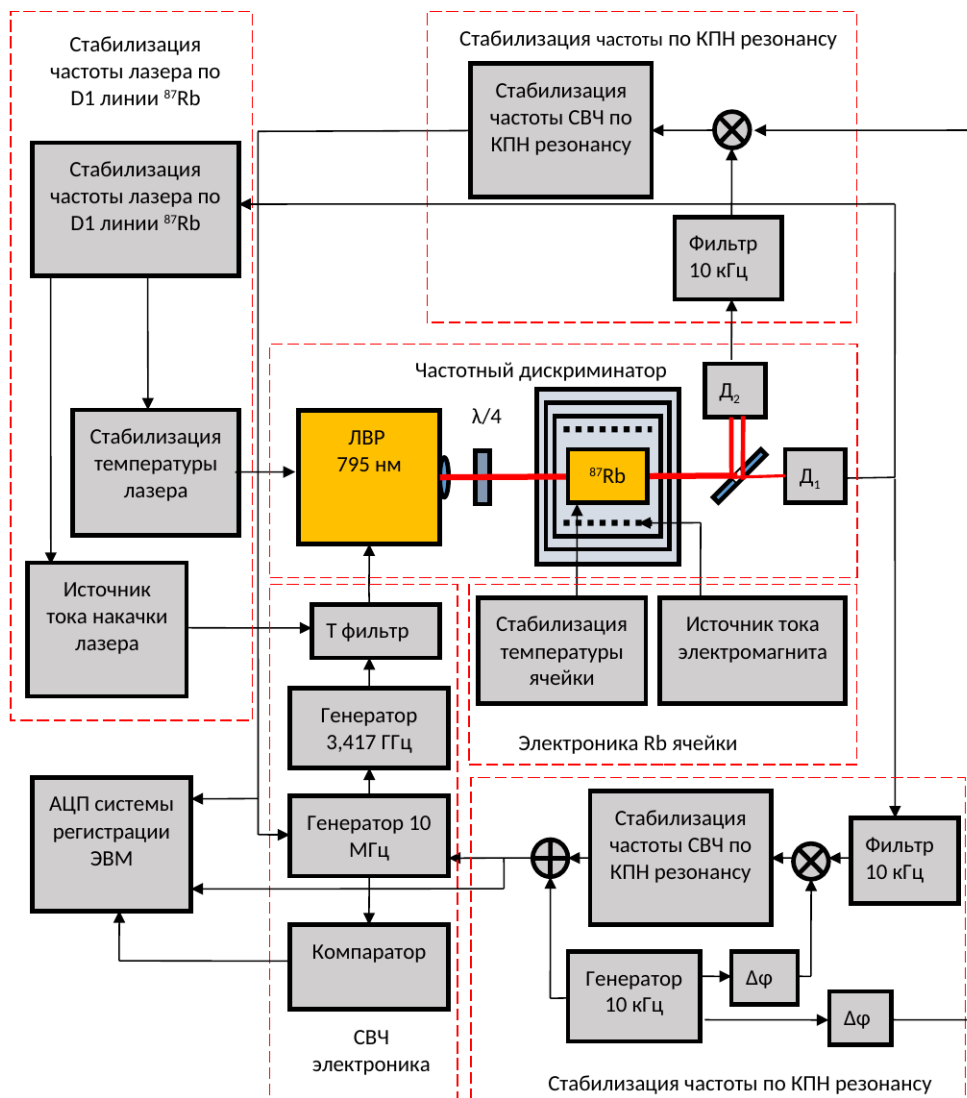 Стабилизация
частоты лазера по
D1 линии ⁸⁷Rb
Стабилизация частоты по КПН резонансу
Стабилизация
частоты СВЧ по
КПН резонансу
Стабилизация
частоты лазера по
D1 линии ⁸⁷Rb
Фильтр
10 кГц
Частотный дискриминатор
Д₂
λ/4
Стабилизация
температуры
лазера
ЛВР
795 нм
⁸⁷Rb
Д₁
Источник
тока накачки
лазера
Т фильтр
Стабилизация
температуры
ячейки
Источник тока
электромагнита
Генератор
3,417 ГГц
Электроника Rb ячейки
АЦП системы
регистрации
ЭВМ
Генератор 10
МГц
Стабилизация
частоты СВЧ по
КПН резонансу
Фильтр
10 кГц
Компаратор
Генератор
10 кГц
Δφ
Δφ
СВЧ
электроника
Стабилизация частоты по КПН резонансу